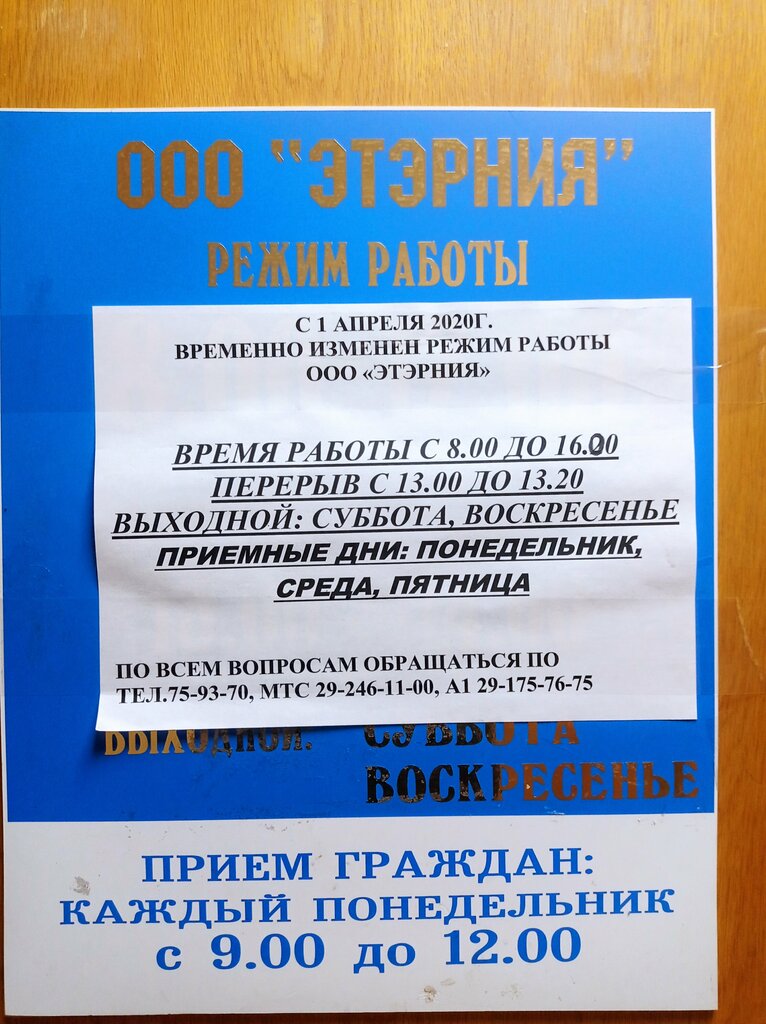 ООО "ЭТЭРНИЯ"
РЕЖИМ РАБОТЫ
С 1 АПРЕЛЯ 2020Г.
ВРЕМЕННО ИЗМЕНЕН РЕЖИМ РАБОТЫ
ООО «ЭТЭРНИЯ»
ВРЕМЯ РАБОТЫ С 8.00 ДО 16.00
ПЕРЕРЫВ С 13.00 ДО 13.20
ВЫХОДНОЙ: СУББОТА, ВОСКРЕСЕНЬЕ
ПРИЕМНЫЕ ДНИ: ПОНЕДЕЛЬНИК,
СРЕДА, ПЯТНИЦА
ПО ВСЕМ ВОПРОСАМ ОБРАЩАТЬСЯ ПО
ТЕЛ.75-93-70, МТС 29-246-11-00, А1 29-175-76-75
ВЫХОДНОЙ: СУББОТА
ВОСКРЕСЕНЬЕ
ПРИЕМ ГРАЖДАН:
КАЖДЫЙ ПОНЕДЕЛЬНИК
с 9.00 до 12.00